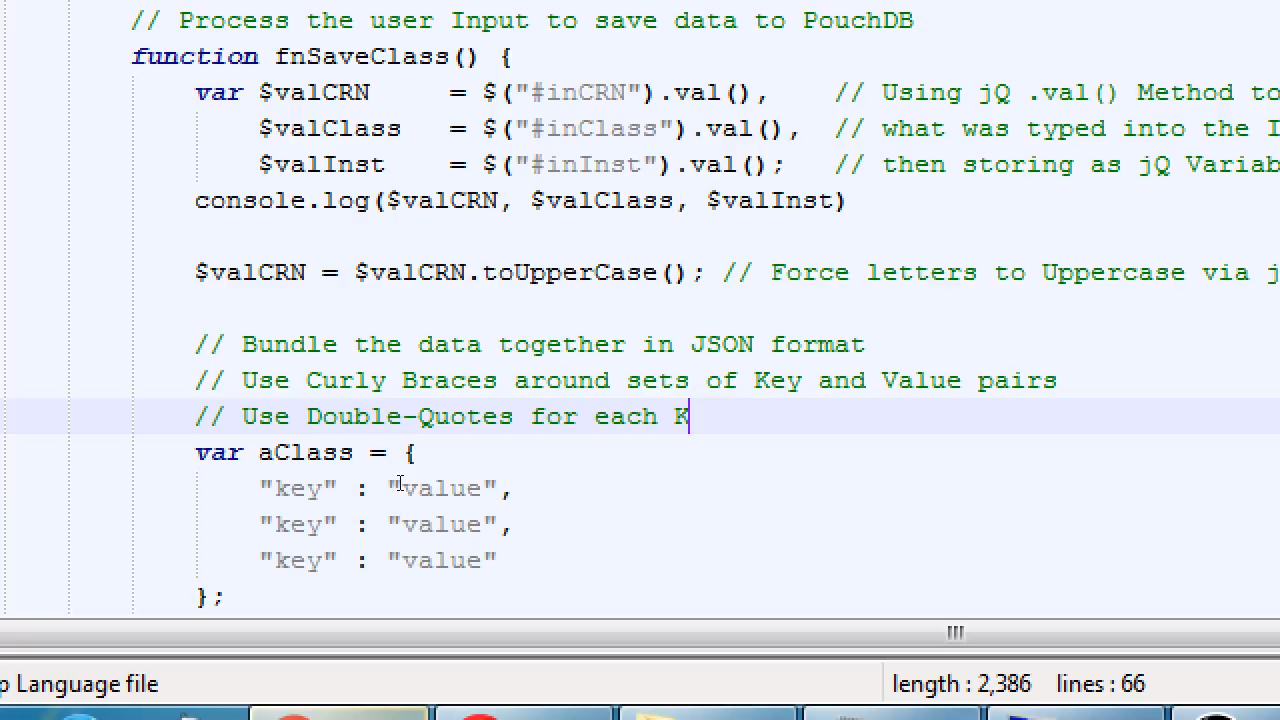 // Process the user Input to save data to PouchDB
function fnSaveClass() {
var $valCRN = $("#inCRN").val(), // Using jQ .val() Method to
$valClass = $("#inClass").val(), // what was typed into the I
$valInst = $("#inInst").val(); // then storing as jQ Variab
console.log($valCRN, $valClass, $valInst)
$valCRN = $valCRN.toUpperCase(); // Force letters to Uppercase via j
// Bundle the data together in JSON format
// Use Curly Braces around sets of Key and Value pairs
// Use Double-Quotes for each K
var aClass = {
"key" : "value",
"key" : "value",
"key" : "value"
};
p Language file length : 2,386 lines : 66